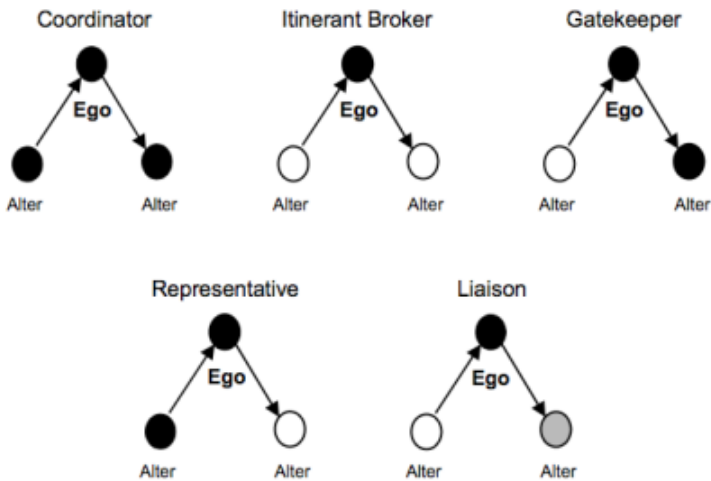 Coordinator
Itinerant Broker
Gatekeeper
Ego
Ego
Ego
Alter
Alter
Alter
Alter
Alter
Alter
Representative
Liaison
Ego
Ego
Alter
Alter
Alter
Alter